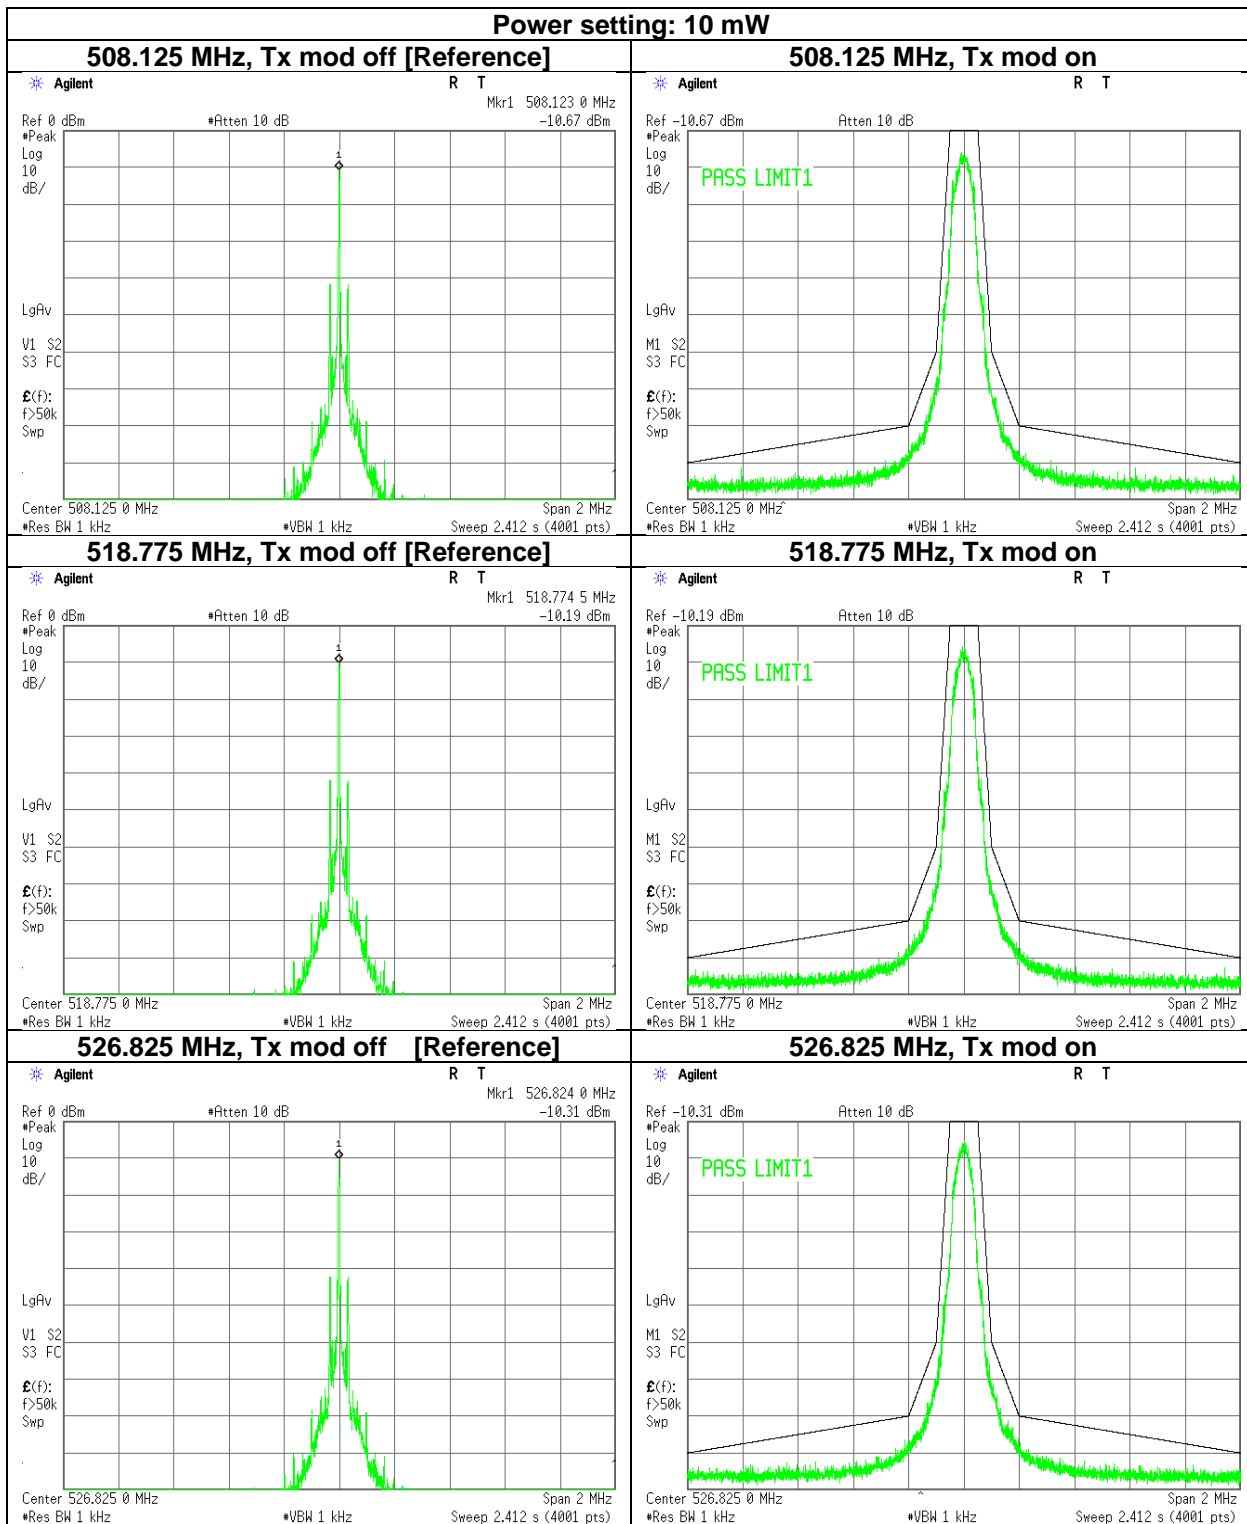 Power setting: 10 mW
508.125 MHz, Tx mod off [Reference]
Agilent
R T
Mkr1 508.123 0 MHz
Ref 0 dBm #Atten 10 dB -10.67 dBm
#Peak
Log
10
dB/
1
LgAv
V1 S2
S3 FC
£(f):
f>50k
Swp
Center 508.125 0 MHz Span 2 MHz
#Res BW 1 kHz #VBW 1 kHz Sweep 2.412 s (4001 pts)
508.125 MHz, Tx mod on
Agilent
R T
Ref -10.67 dBm Atten 10 dB
#Peak
Log
10
dB/
PASS LIMIT1
LgAv
M1 S2
S3 FC
£(f):
f>50k
Swp
Center 508.125 0 MHz Span 2 MHz
#Res BW 1 kHz #VBW 1 kHz Sweep 2.412 s (4001 pts)
518.775 MHz, Tx mod off [Reference]
Agilent
R T
Mkr1 518.774 5 MHz
Ref 0 dBm #Atten 10 dB -10.19 dBm
#Peak
Log
10
dB/
1
LgAv
V1 S2
S3 FC
£(f):
f>50k
Swp
Center 518.775 0 MHz Span 2 MHz
#Res BW 1 kHz #VBW 1 kHz Sweep 2.412 s (4001 pts)
518.775 MHz, Tx mod on
Agilent
R T
Ref -10.19 dBm Atten 10 dB
#Peak
Log
10
dB/
PASS LIMIT1
LgAv
M1 S2
S3 FC
£(f):
f>50k
Swp
Center 518.775 0 MHz Span 2 MHz
#Res BW 1 kHz #VBW 1 kHz Sweep 2.412 s (4001 pts)
526.825 MHz, Tx mod off [Reference]
Agilent
R T
Mkr1 526.824 0 MHz
Ref 0 dBm #Atten 10 dB -10.31 dBm
#Peak
Log
10
dB/
1
LgAv
V1 S2
S3 FC
£(f):
f>50k
Swp
Center 526.825 0 MHz Span 2 MHz
#Res BW 1 kHz #VBW 1 kHz Sweep 2.412 s (4001 pts)
526.825 MHz, Tx mod on
Agilent
R T
Ref -10.31 dBm Atten 10 dB
#Peak
Log
10
dB/
PASS LIMIT1
LgAv
M1 S2
S3 FC
£(f):
f>50k
Swp
Center 526.825 0 MHz Span 2 MHz
#Res BW 1 kHz #VBW 1 kHz Sweep 2.412 s (4001 pts)